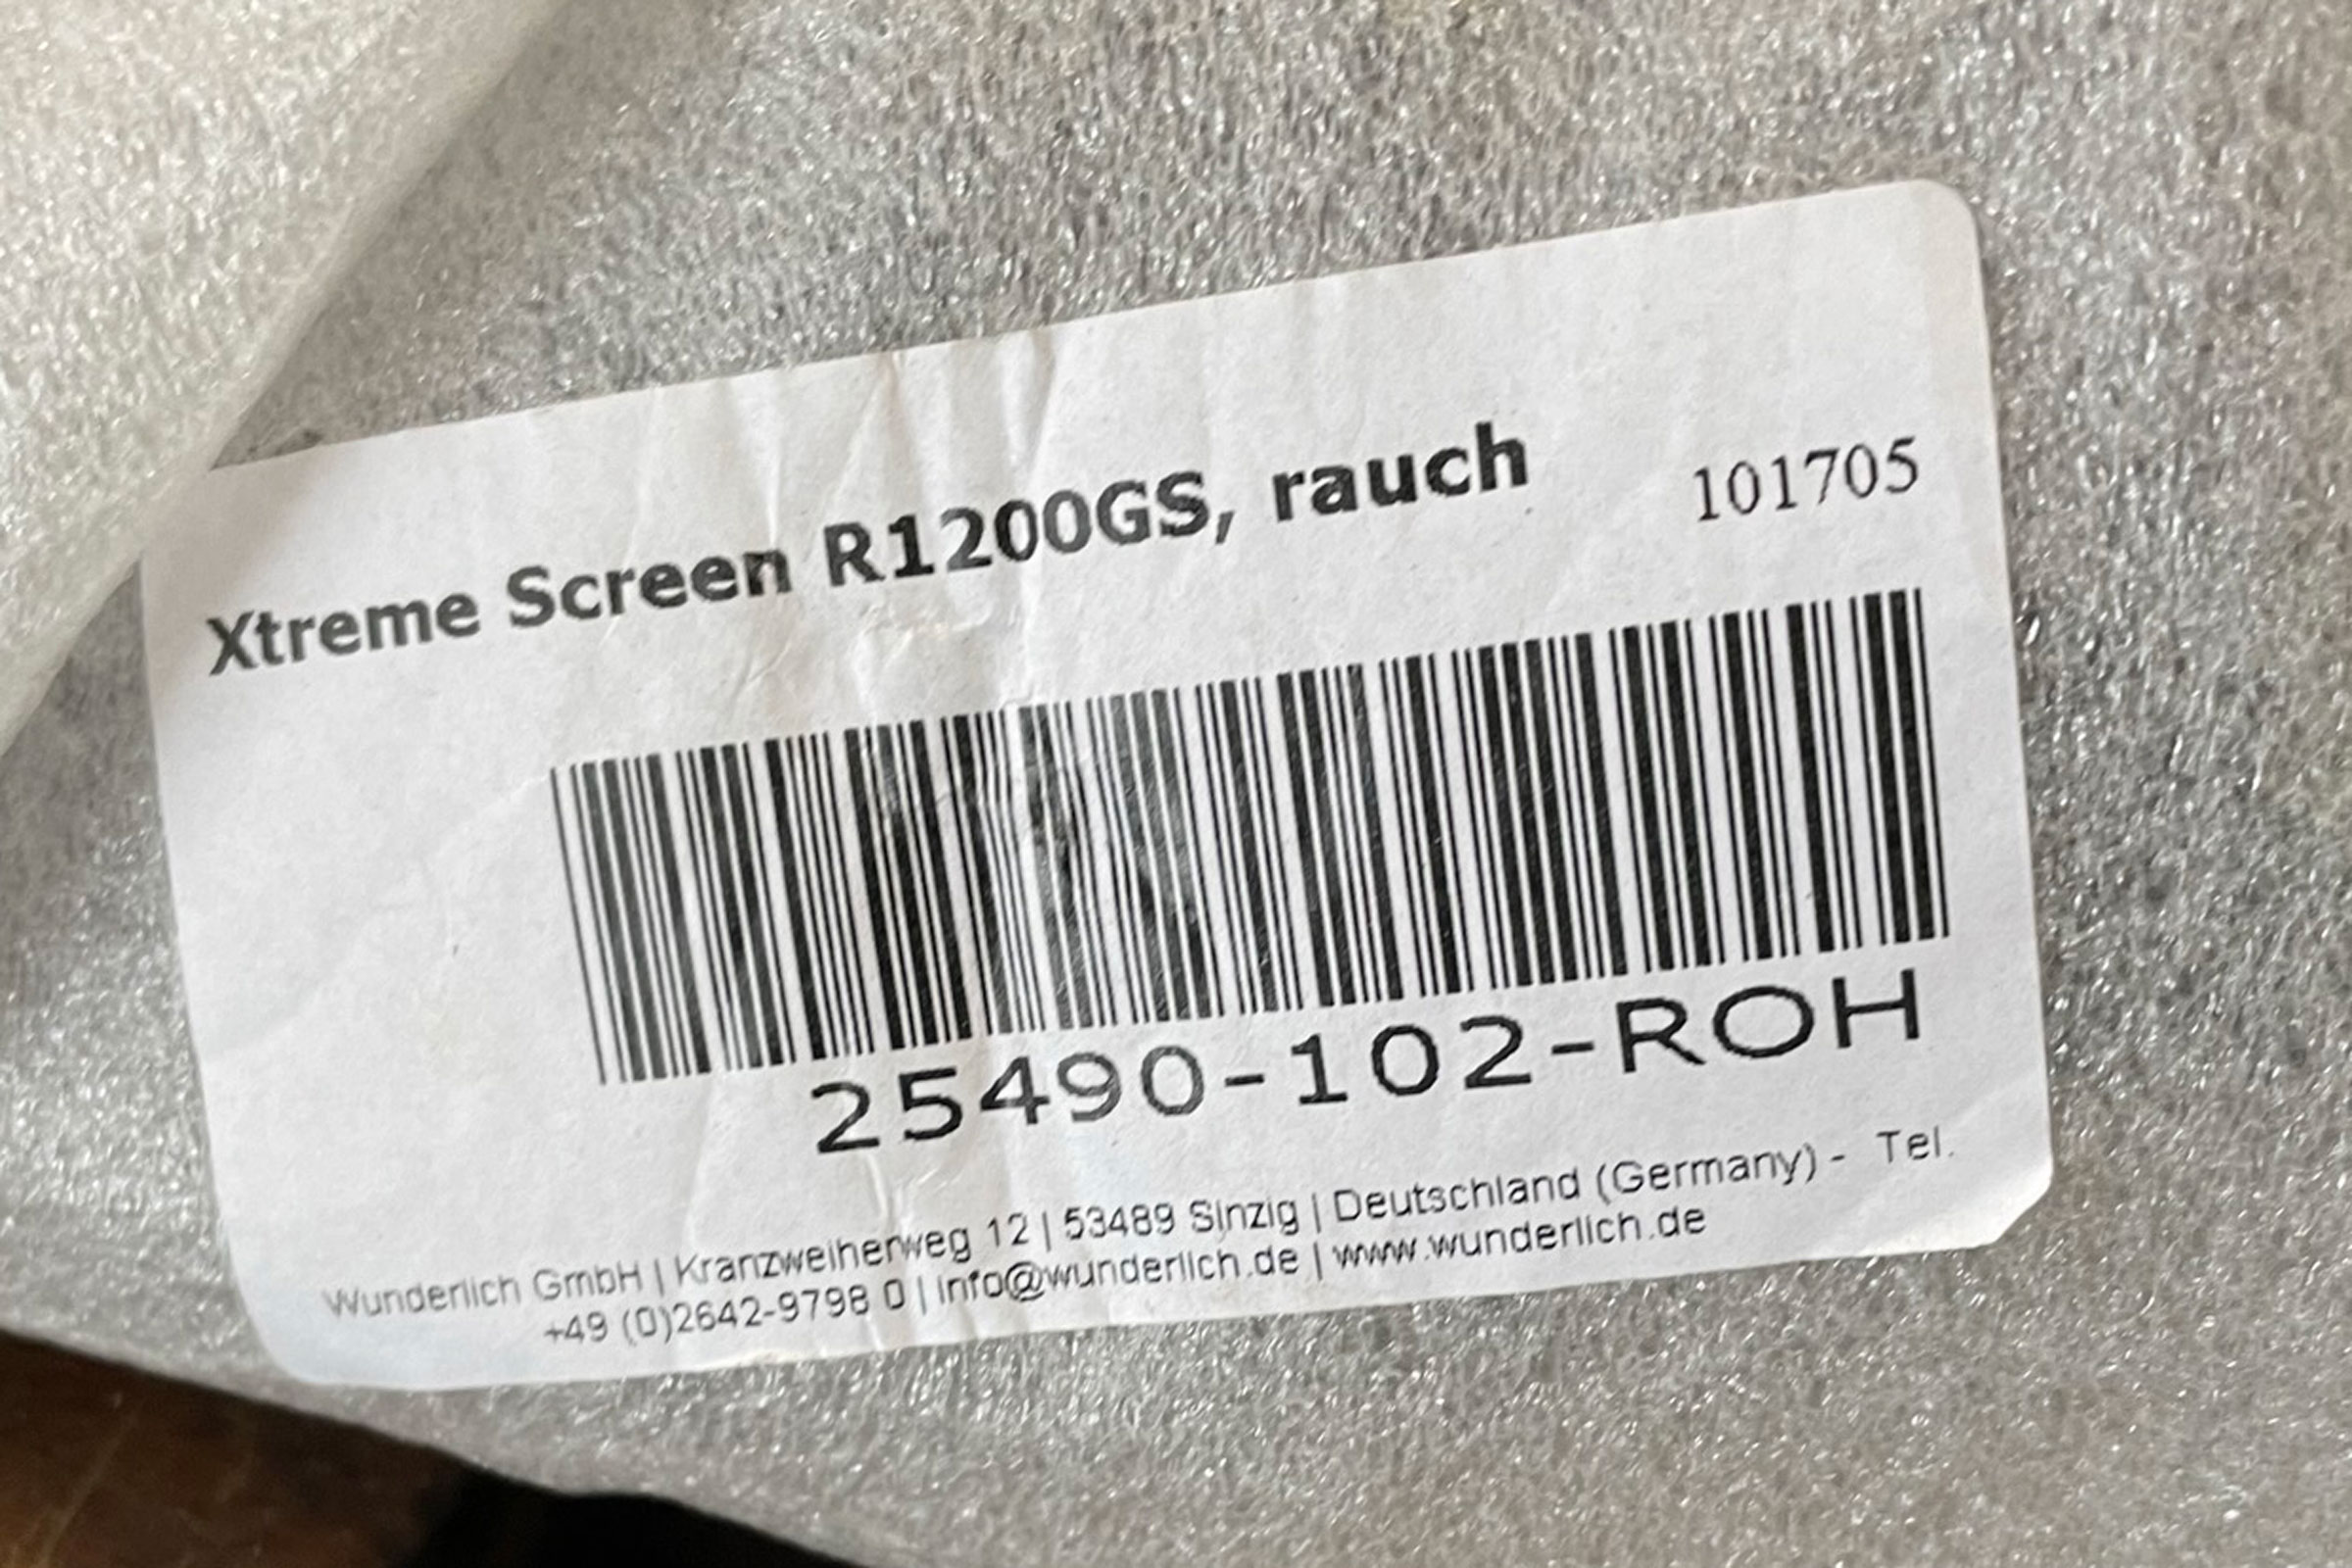 Xtreme Screen R1200GS, rauch 101705
25490-102-ROH
Wunderlich GmbH | Kranzweiherweg 12 | 53489 Sinzig | Deutschland (Germany) - Tel.
+49 (0)2642-9798 0 | info@wunderlich.de | www.wunderlich.de